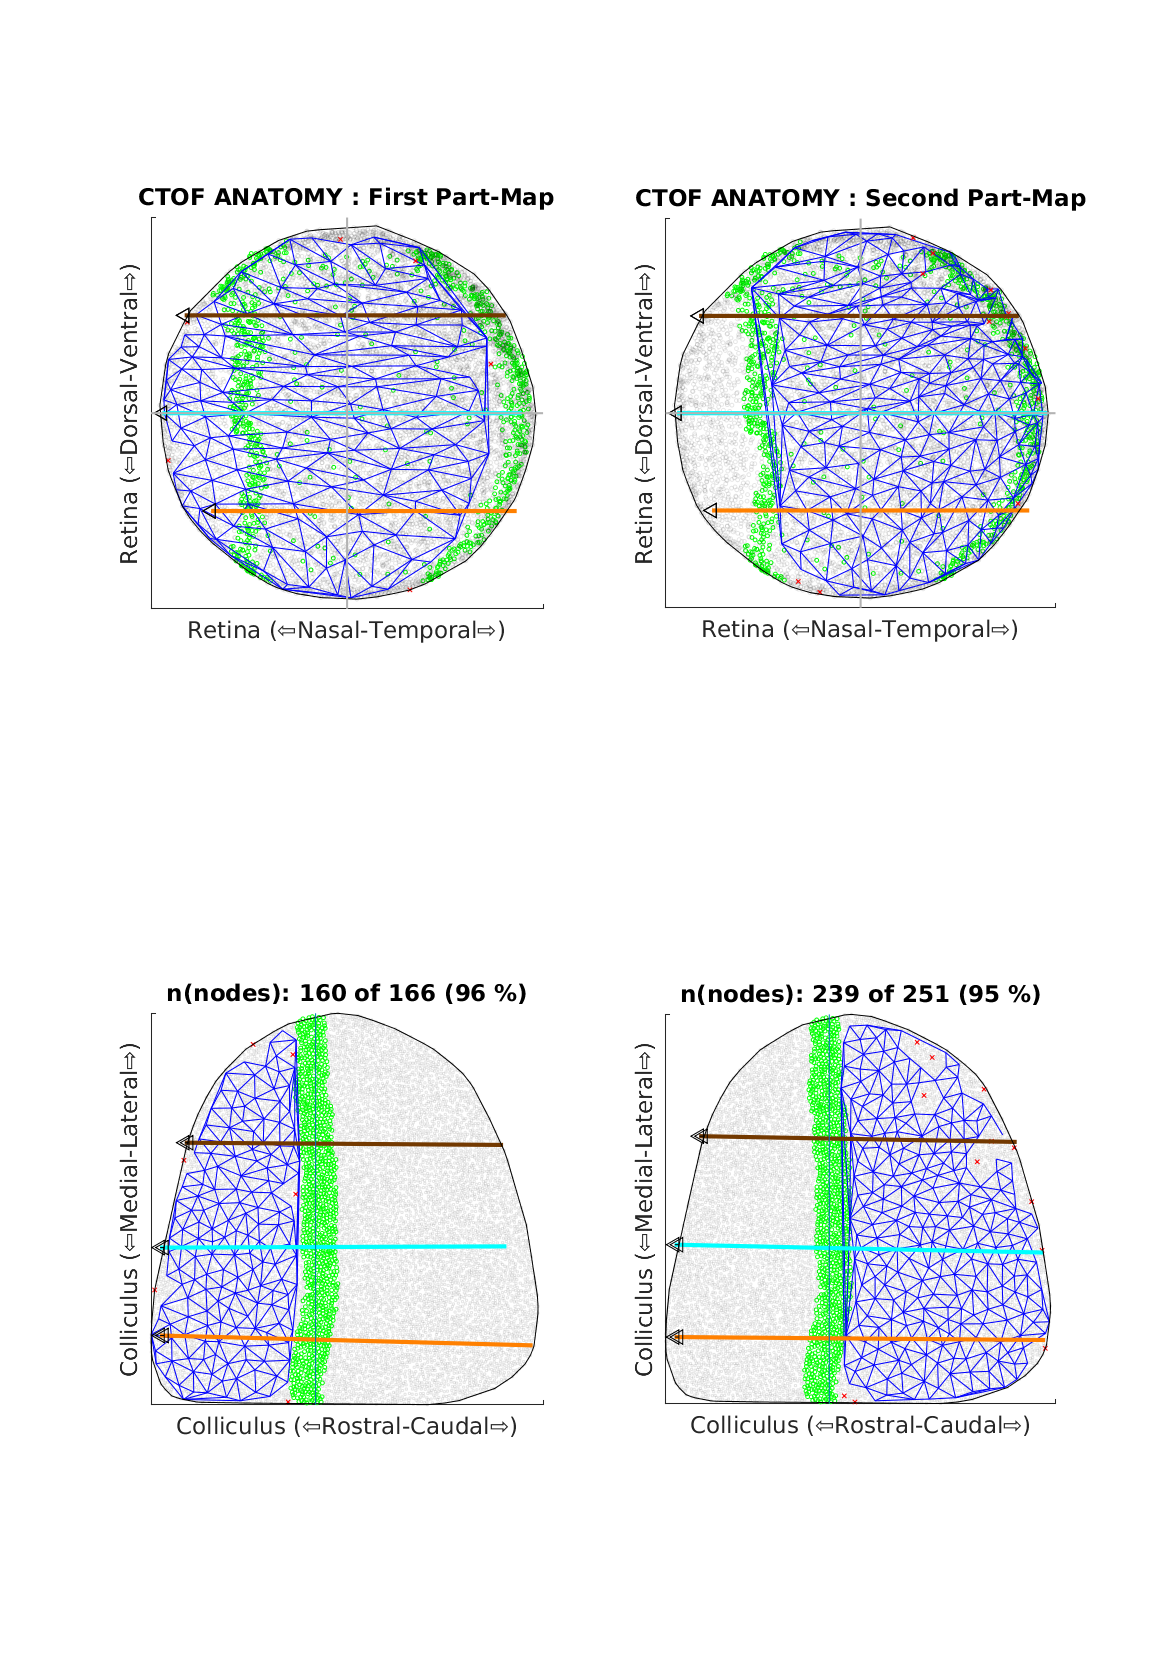 CTOF ANATOMY : First Part-Map
CTOF ANATOMY : Second Part-Map
Retina (⇦Dorsal-Ventral⇨)
Retina (⇦Dorsal-Ventral⇨)
Retina (⇦Nasal-Temporal⇨)
Retina (⇦Nasal-Temporal⇨)
n(nodes): 160 of 166 (96 %)
n(nodes): 239 of 251 (95 %)
Colliculus (⇦Medial-Lateral⇨)
Colliculus (⇦Medial-Lateral⇨)
Colliculus (⇦Rostral-Caudal⇨)
Colliculus (⇦Rostral-Caudal⇨)